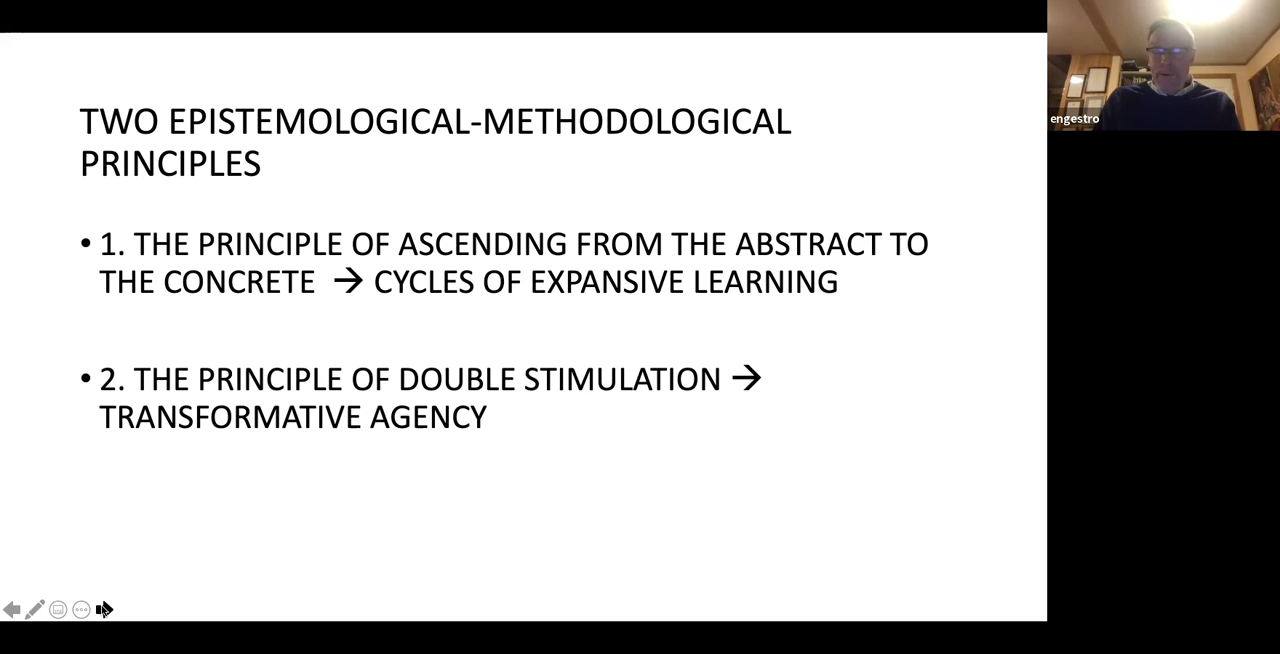 TWO EPISTEMOLOGICAL-METHODOLOGICAL
PRINCIPLES
• 1. THE PRINCIPLE OF ASCENDING FROM THE ABSTRACT TO
THE CONCRETE → CYCLES OF EXPANSIVE LEARNING
• 2. THE PRINCIPLE OF DOUBLE STIMULATION →
TRANSFORMATIVE AGENCY
engestro